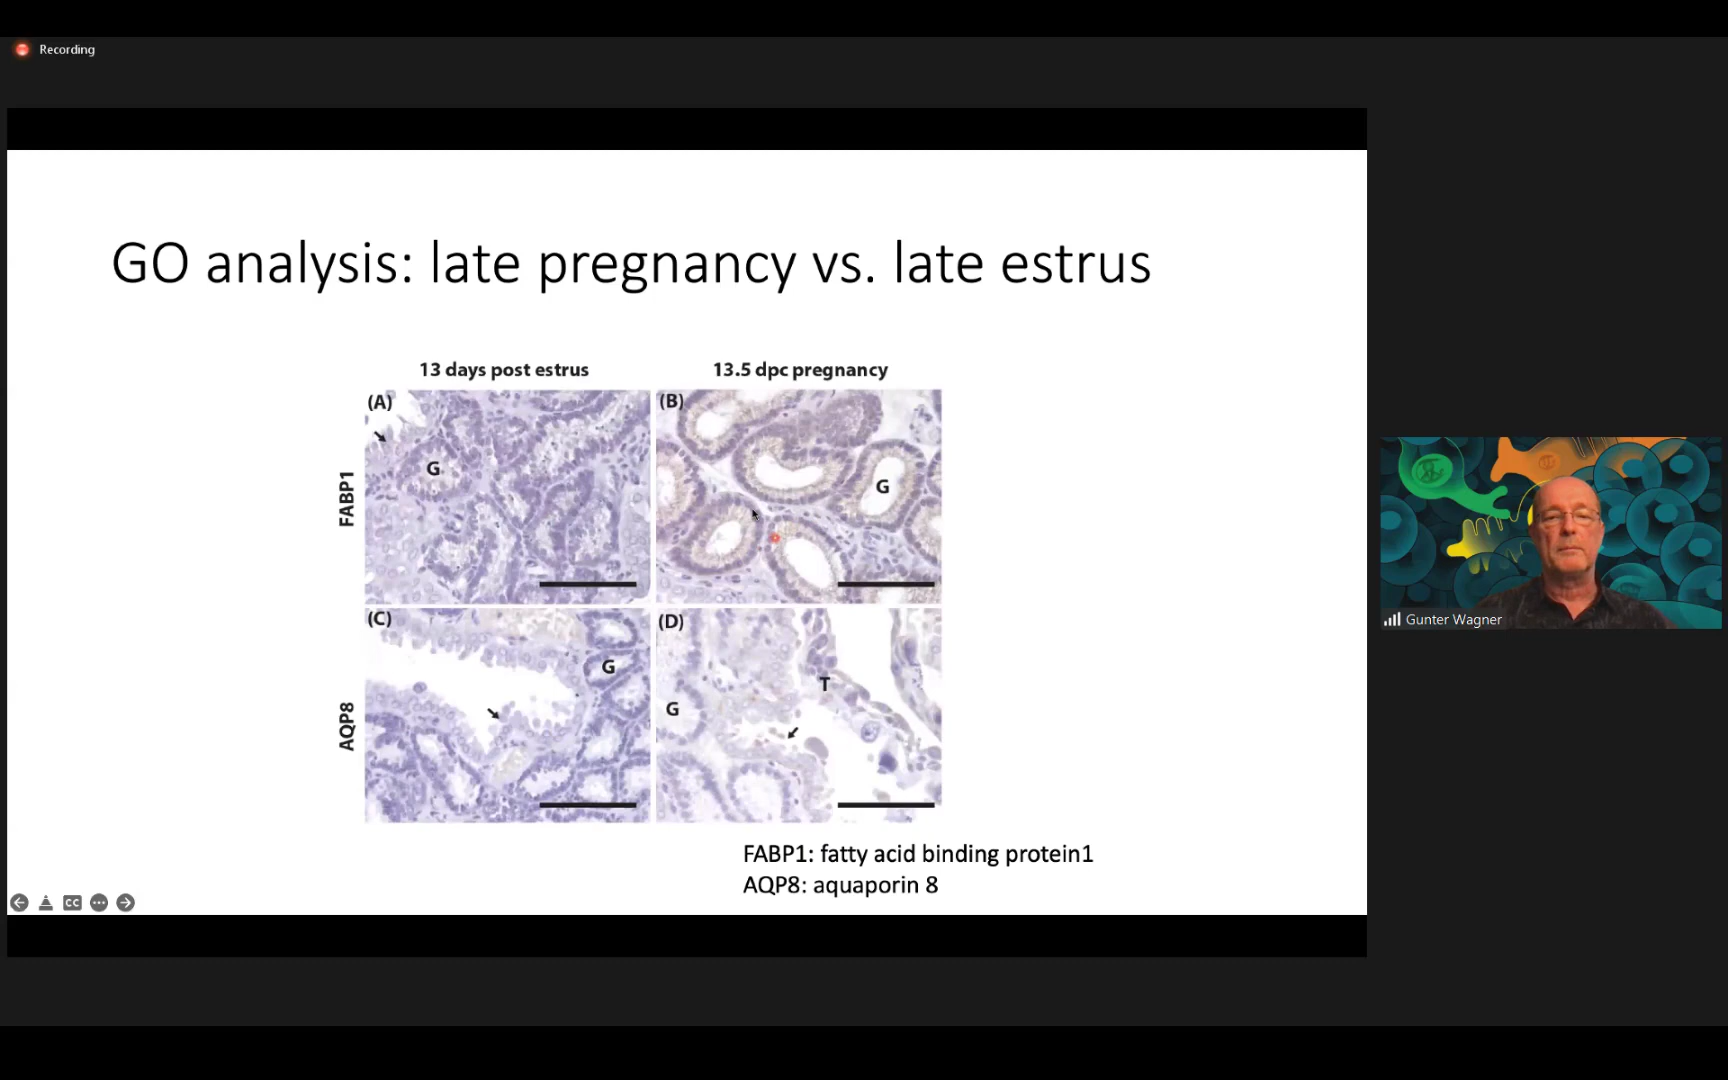 Recording
GO analysis: late pregnancy vs. late estrus
13 days post estrus
13.5 dpc pregnancy
FABP1
(A)
G
(B)
G
AQP8
(C)
G
(D)
T
G
FABP1: fatty acid binding protein1
AQP8: aquaporin 8
CC
Gunter Wagner